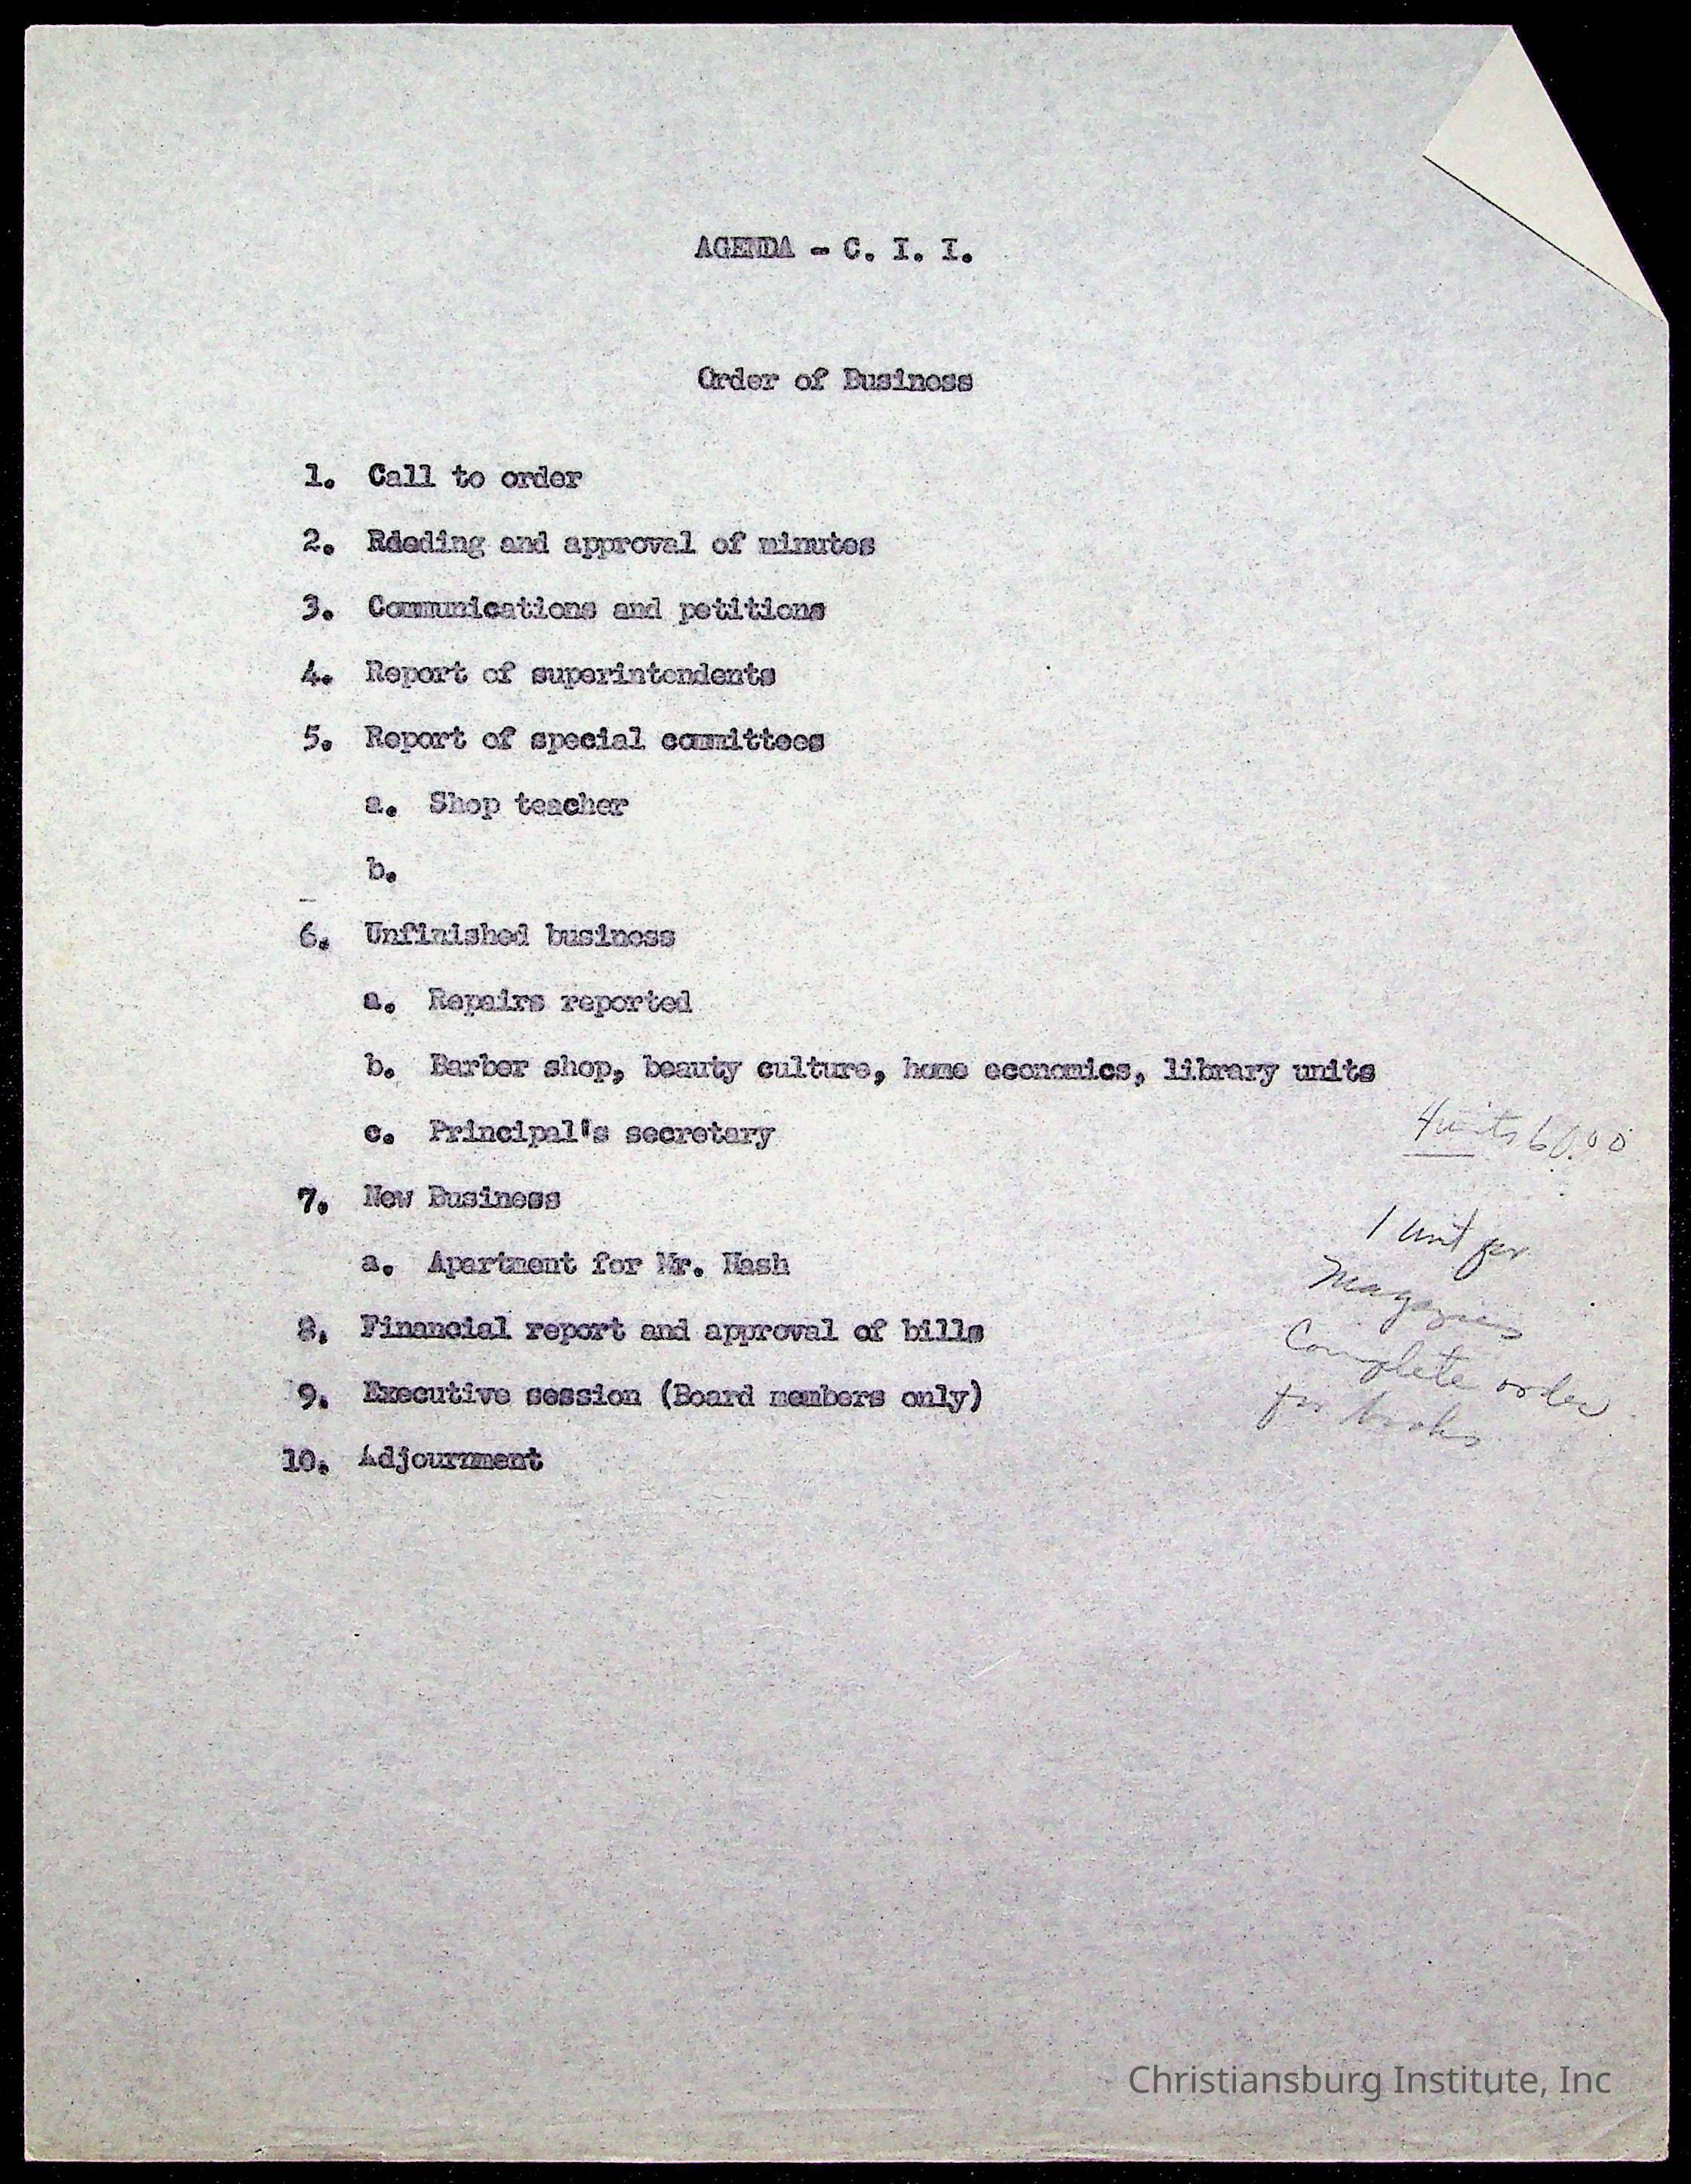 AGENDA - C. I. I.
Order of Business
1. Call to order
2. Rdeding and approval of minutes
3. Communications and petitions
4. Report of superintendents
5. Report of special committees
a. Shop teacher
b.
6. Unfinished business
a. Repairs reported
b. Barber shop, beauty culture, home economics, library units
c. Principal's secretary
4 units 60.00
7. New Business
1 unit for
a. Apartment for Mr. Nash
Magazines
8. Financial report and approval of bills
Complete order
9. Executive session (Board members only)
for books
10. Adjournment
Christiansburg Institute, Inc